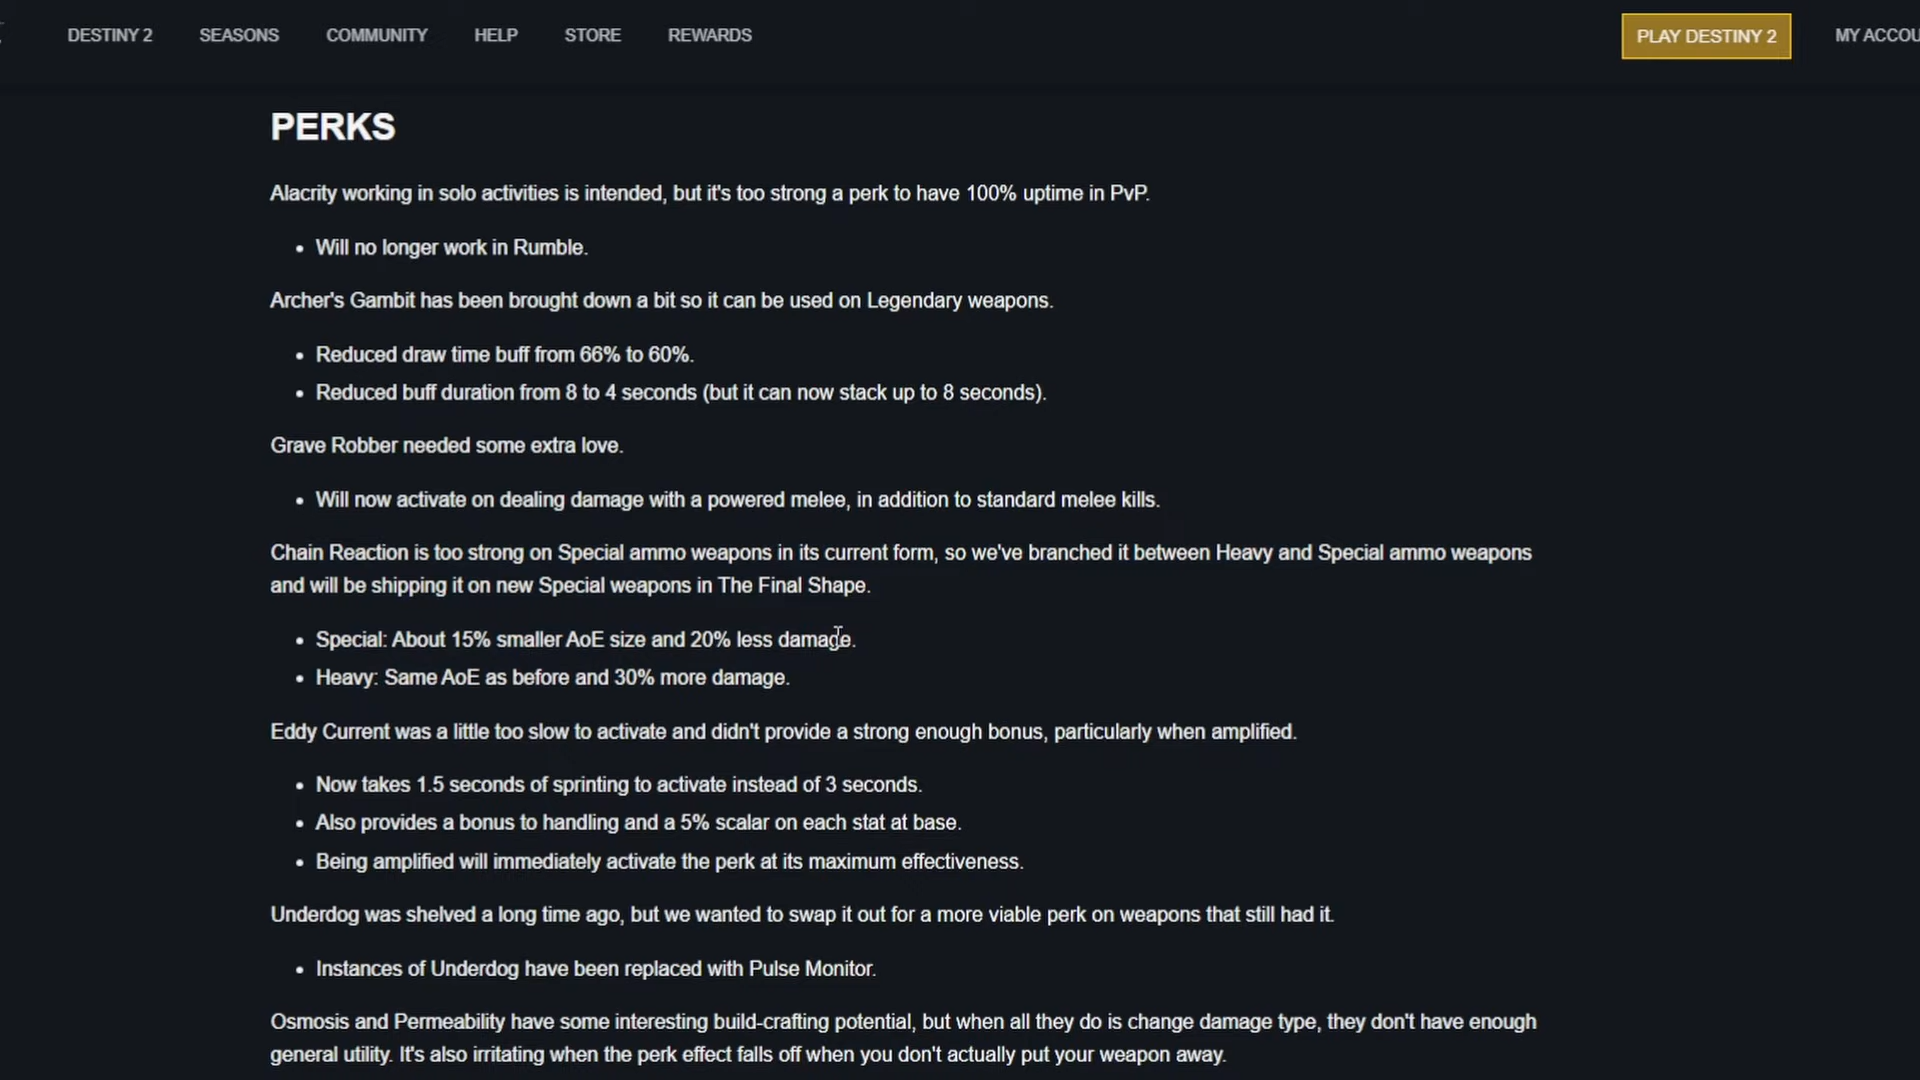 DESTINY 2 SEASONS COMMUNITY HELP STORE REWARDS PLAY DESTINY 2 MY ACCOU
PERKS
Alacrity working in solo activities is intended, but it's too strong a perk to have 100% uptime in PvP.
• Will no longer work in Rumble.
Archer's Gambit has been brought down a bit so it can be used on Legendary weapons.
• Reduced draw time buff from 66% to 60%.
• Reduced buff duration from 8 to 4 seconds (but it can now stack up to 8 seconds).
Grave Robber needed some extra love.
• Will now activate on dealing damage with a powered melee, in addition to standard melee kills.
Chain Reaction is too strong on Special ammo weapons in its current form, so we've branched it between Heavy and Special ammo weapons
and will be shipping it on new Special weapons in The Final Shape.
• Special: About 15% smaller AoE size and 20% less damage.
• Heavy: Same AoE as before and 30% more damage.
Eddy Current was a little too slow to activate and didn't provide a strong enough bonus, particularly when amplified.
• Now takes 1.5 seconds of sprinting to activate instead of 3 seconds.
• Also provides a bonus to handling and a 5% scalar on each stat at base.
• Being amplified will immediately activate the perk at its maximum effectiveness.
Underdog was shelved a long time ago, but we wanted to swap it out for a more viable perk on weapons that still had it.
• Instances of Underdog have been replaced with Pulse Monitor.
Osmosis and Permeability have some interesting build-crafting potential, but when all they do is change damage type, they don't have enough
general utility. It's also irritating when the perk effect falls off when you don't actually put your weapon away.